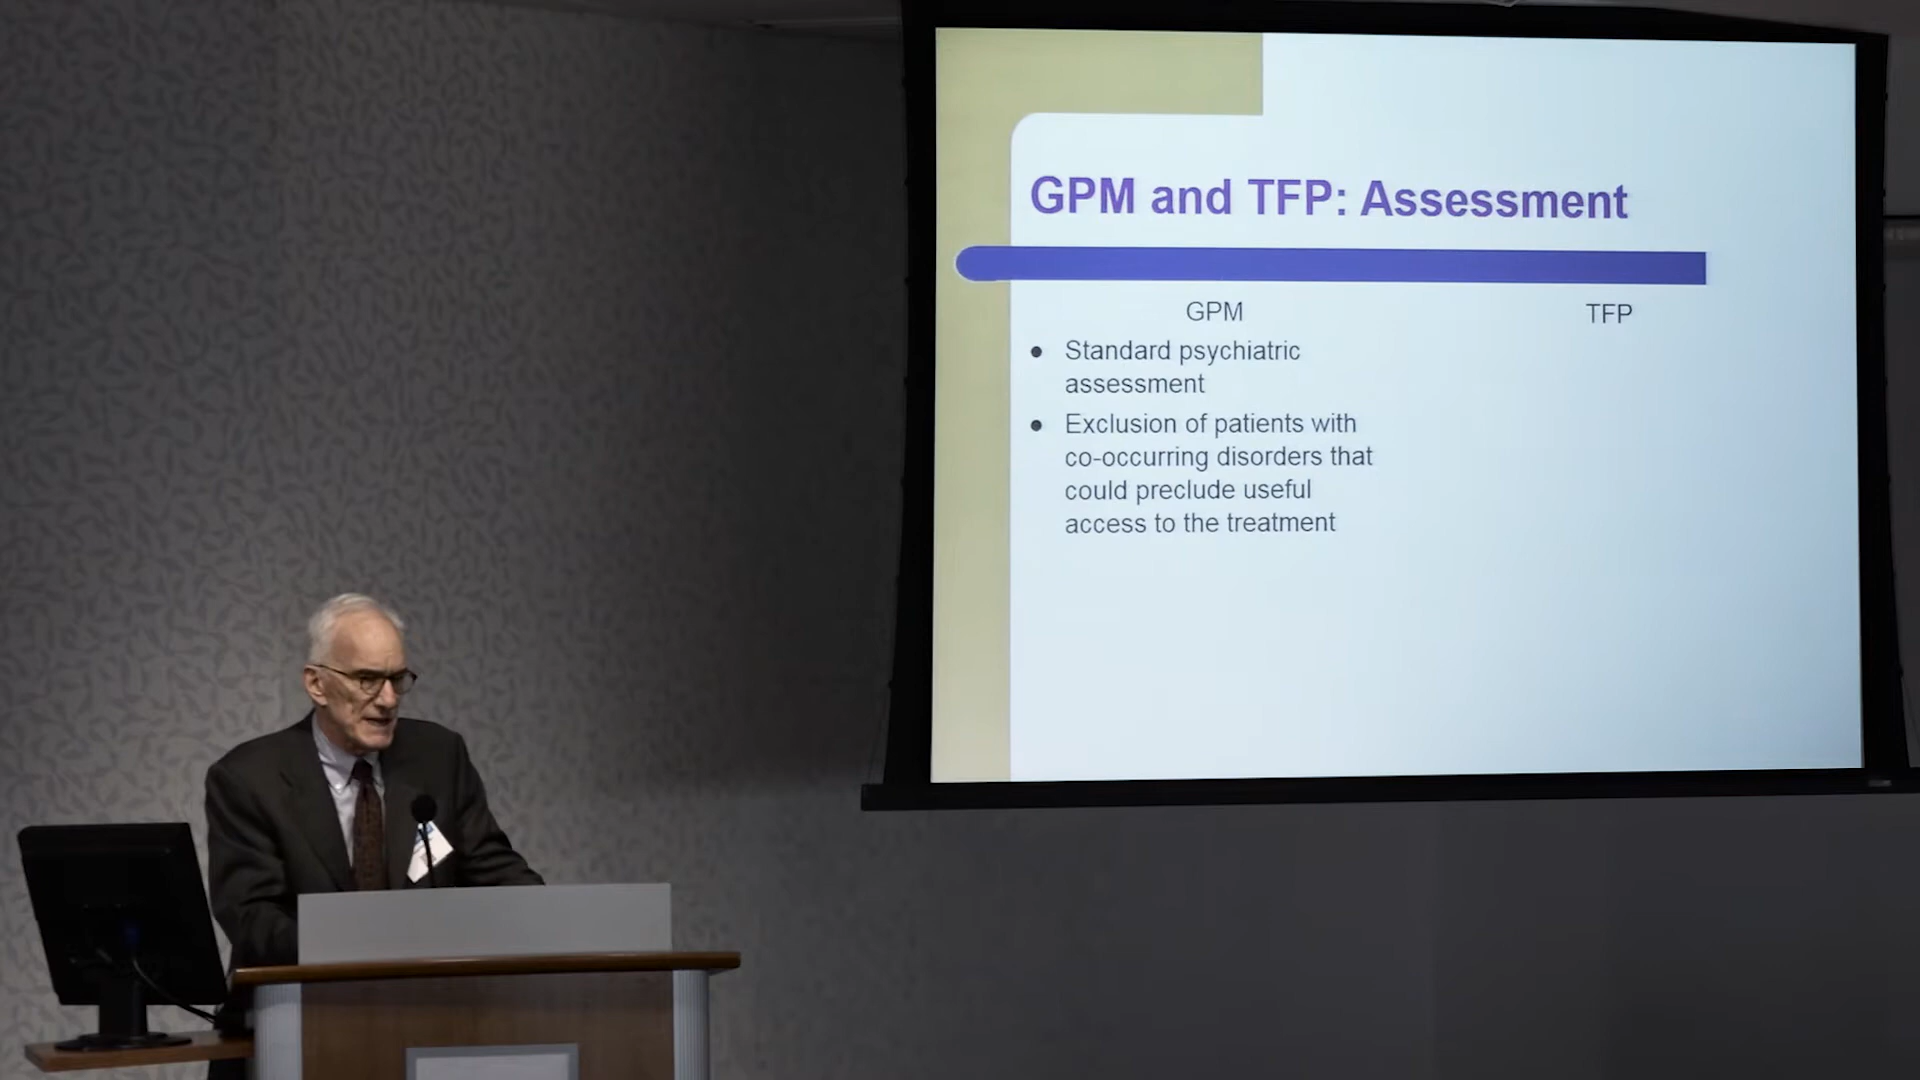 GPM and TFP: Assessment
GPM
TFP
● Standard psychiatric
assessment
● Exclusion of patients with
co-occurring disorders that
could preclude useful
access to the treatment